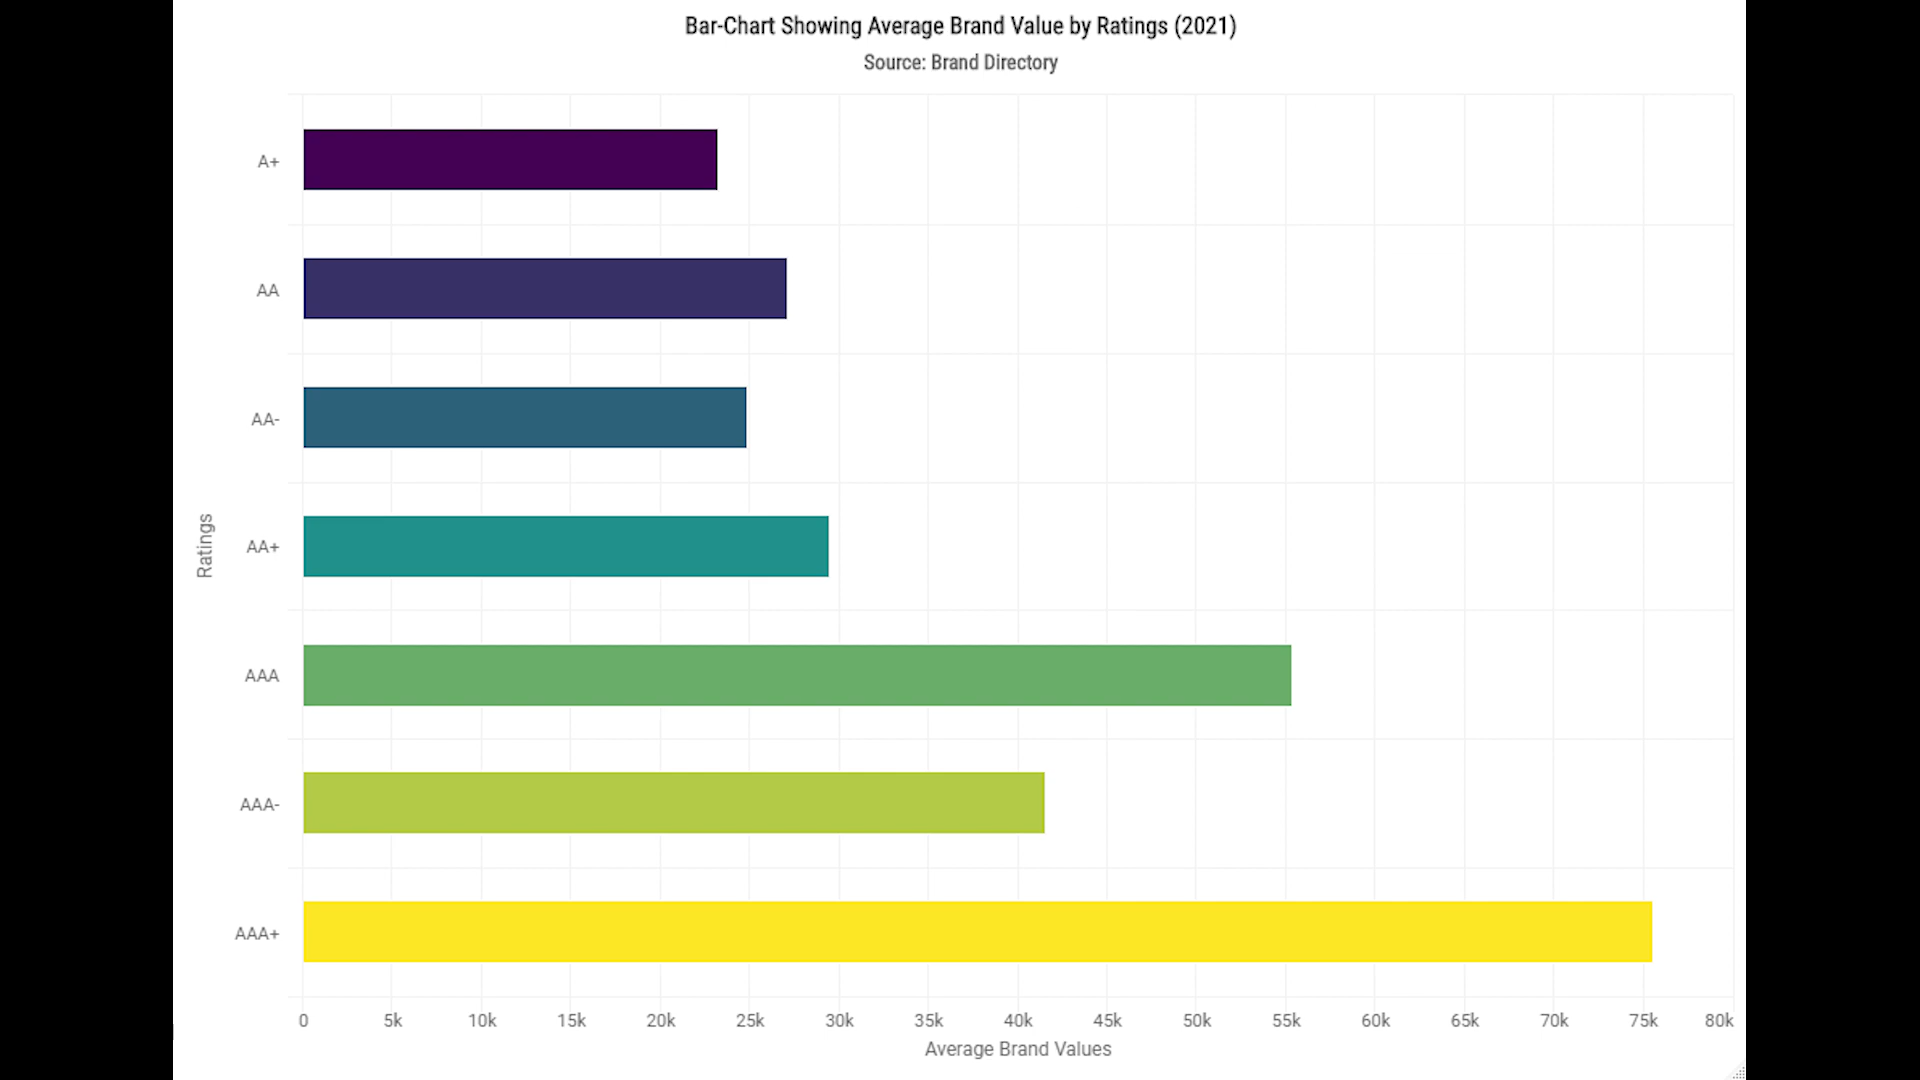 Bar-Chart Showing Average Brand Value by Ratings (2021)
Source: Brand Directory
A+
AA
AA-
AA+
AAA
AAA-
AAA+
Ratings
0 5k 10k 15k 20k 25k 30k 35k 40k 45k 50k 55k 60k 65k 70k 75k 80k
Average Brand Values